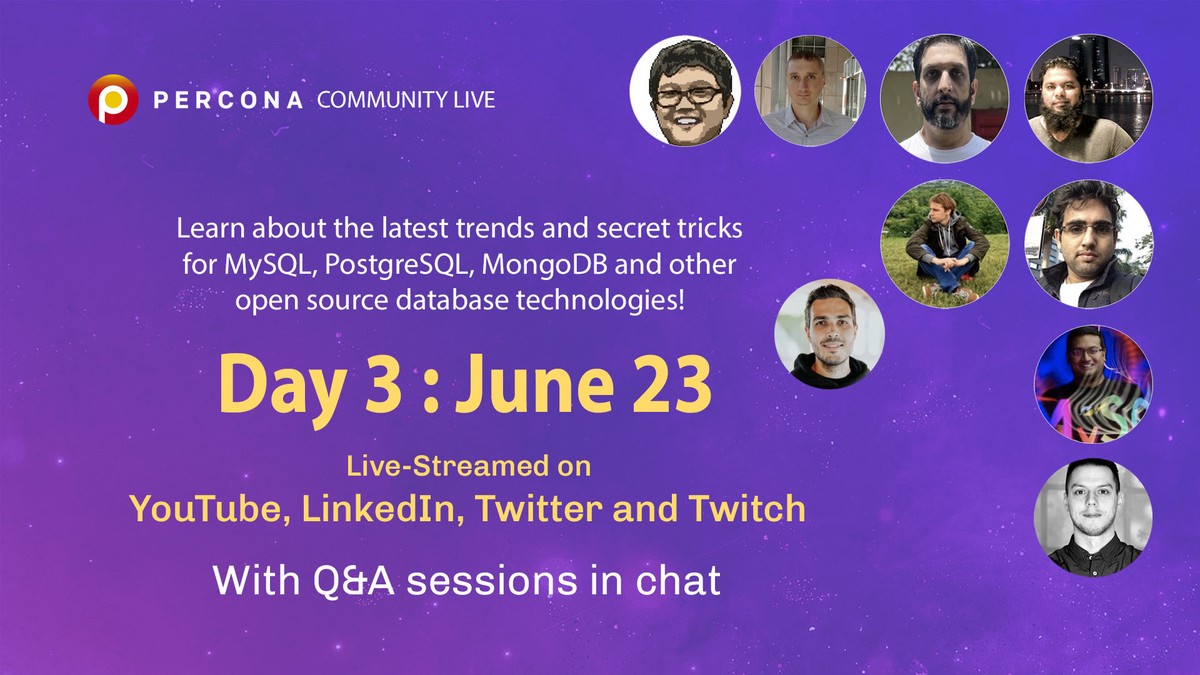 PERCONA COMMUNITY LIVE
Learn about the latest trends and secret tricks
for MySQL, PostgreSQL, MongoDB and other
open source database technologies!
Day 3 : June 23
Live-Streamed on
YouTube, LinkedIn, Twitter and Twitch
With Q&A sessions in chat